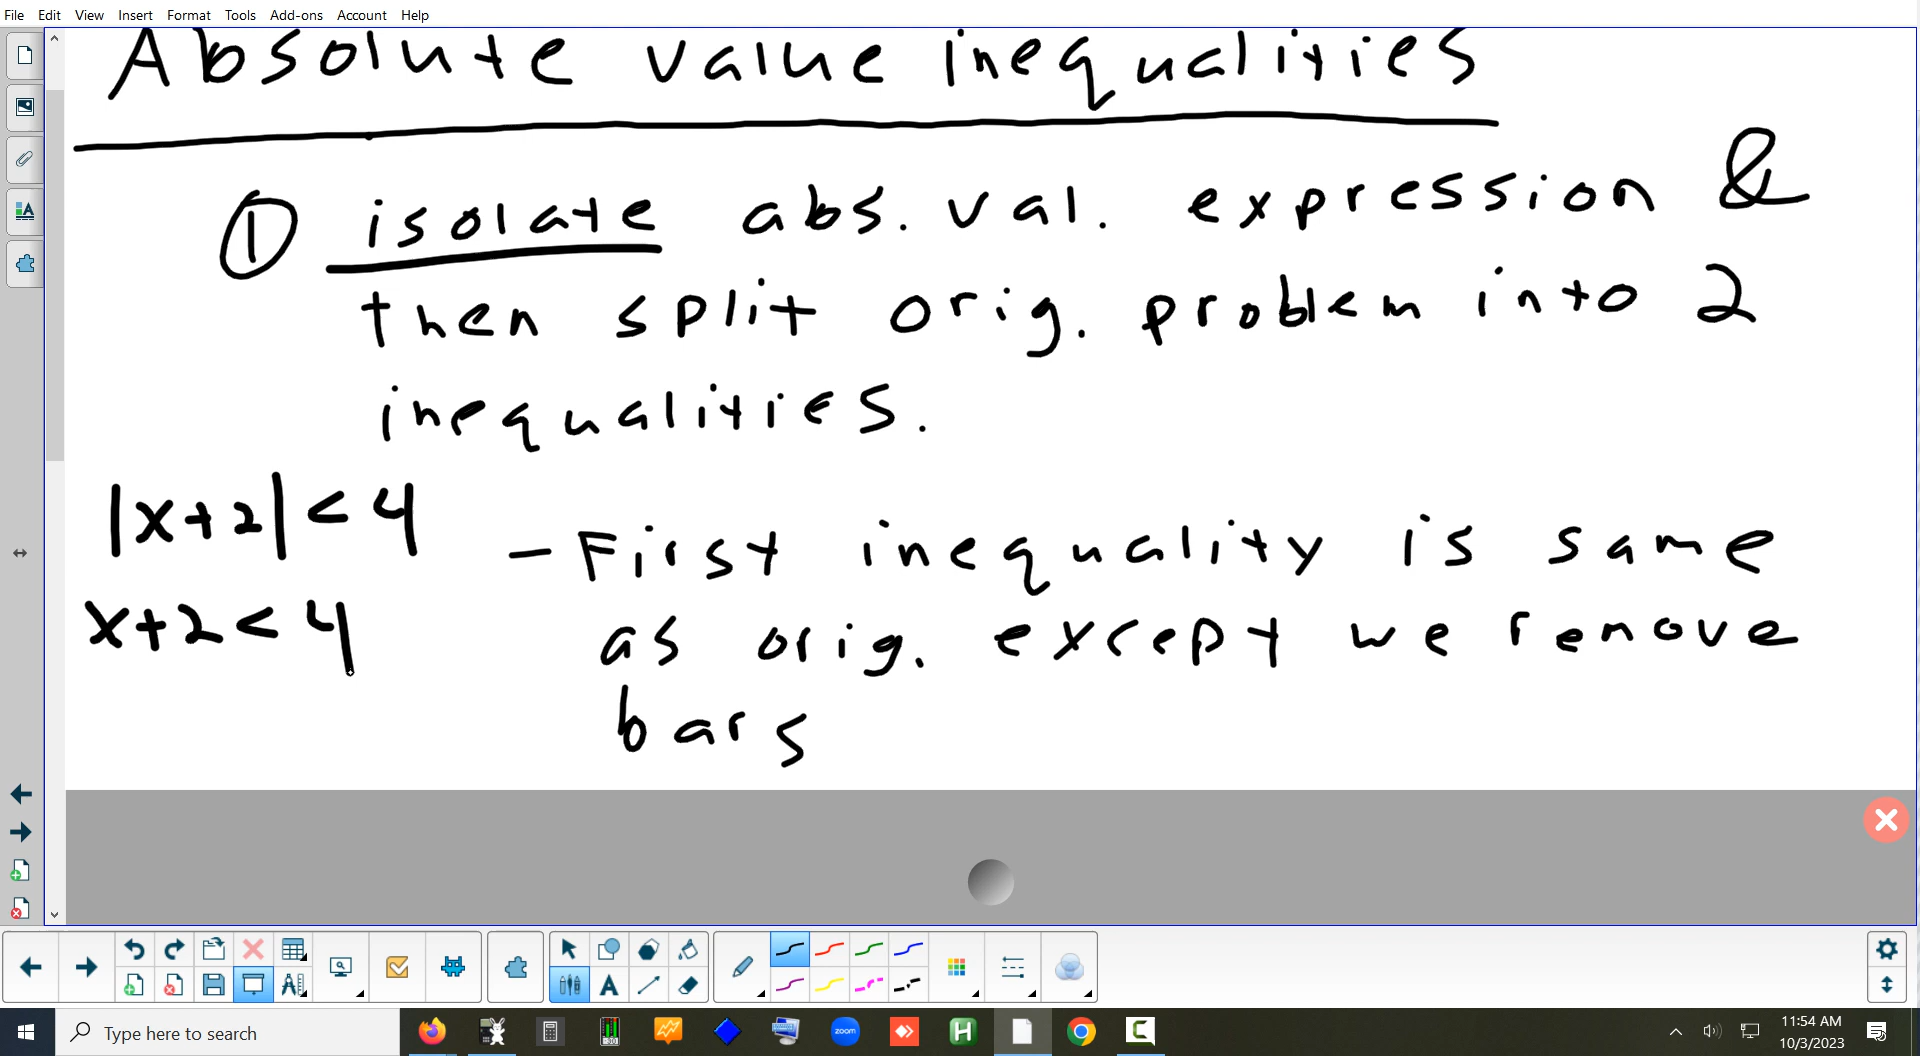 File Edit View Insert Format Tools Add-ons Account Help
Absolute value inequalities
① isolate abs. val. expression &
then split orig. problem into 2
inequalities.
|x+2| < 4
- First inequality is same
x+2 < 4
as orig. except we remove
bars
Type here to search
zoom
11:54 AM
10/3/2023